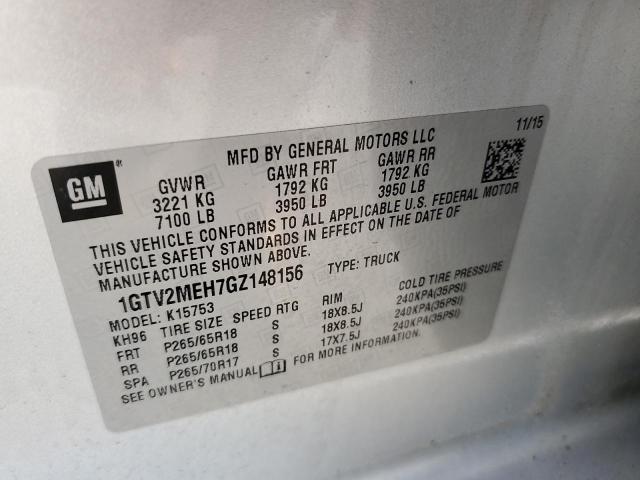 GM ®
MFD BY GENERAL MOTORS LLC 11/15
GVWR GAWR FRT GAWR RR
3221 KG 1792 KG 1792 KG
7100 LB 3950 LB 3950 LB
THIS VEHICLE CONFORMS TO ALL APPLICABLE U.S. FEDERAL MOTOR
VEHICLE SAFETY STANDARDS IN EFFECT ON THE DATE OF
MANUFACTURE SHOWN ABOVE.
1GTV2MEH7GZ148156 TYPE: TRUCK
MODEL: K15753
KH96 TIRE SIZE SPEED RTG RIM COLD TIRE PRESSURE
FRT P265/65R18 S 18X8.5J 240KPA(35PSI)
RR P265/65R18 S 18X8.5J 240KPA(35PSI)
SPA P265/70R17 S 17X7.5J 240KPA(35PSI)
SEE OWNER'S MANUAL FOR MORE INFORMATION.